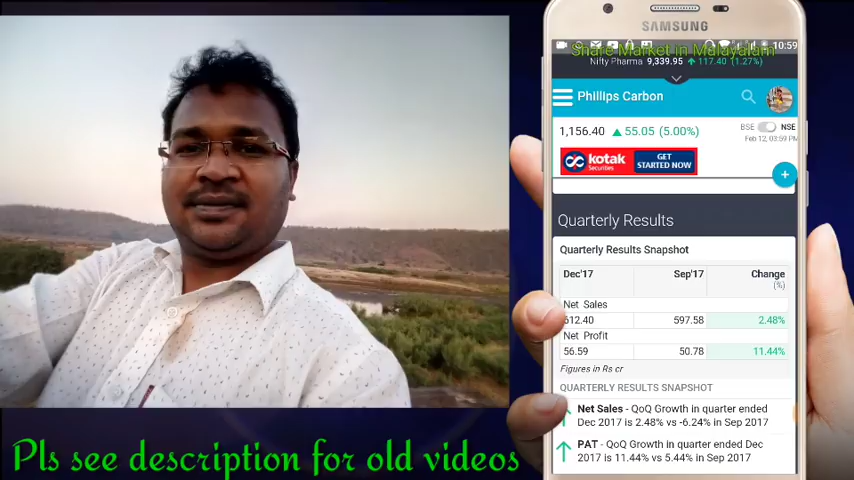 SAMSUNG
Share Market in Mulayalam
10:59
Nifty Pharma 9,339.95 117.40 (1.27%)
Phillips Carbon
1,156.40 ▲ 55.05 (5.00%)
BSE NSE
Feb 12, 03:59 PM
kotak Securities GET STARTED NOW
+
Quarterly Results
Quarterly Results Snapshot
Dec'17 Sep'17 Change (%)
Net Sales
612.40 597.58 2.48%
Net Profit
56.59 50.78 11.44%
Figures in Rs cr
QUARTERLY RESULTS SNAPSHOT
Net Sales - QoQ Growth in quarter ended
Dec 2017 is 2.48% vs -6.24% in Sep 2017
PAT - QoQ Growth in quarter ended Dec
2017 is 11.44% vs 5.44% in Sep 2017
Pls see description for old videos